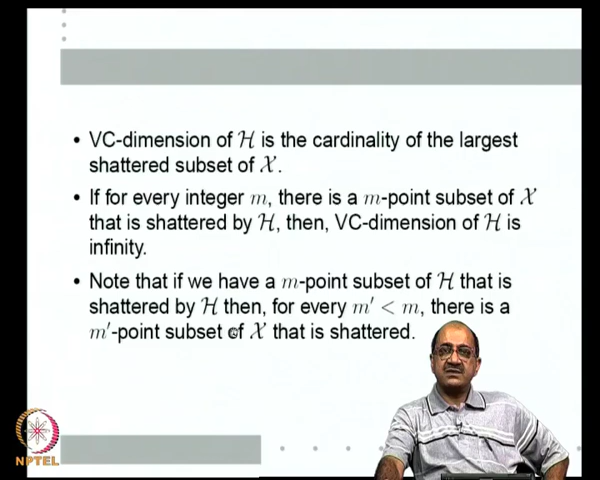 • VC-dimension of ℋ is the cardinality of the largest
shattered subset of 𝒳.
• If for every integer m, there is a m-point subset of 𝒳
that is shattered by ℋ, then, VC-dimension of ℋ is
infinity.
• Note that if we have a m-point subset of ℋ that is
shattered by ℋ then, for every m′ < m, there is a
m′-point subset of 𝒳 that is shattered.
NPTEL